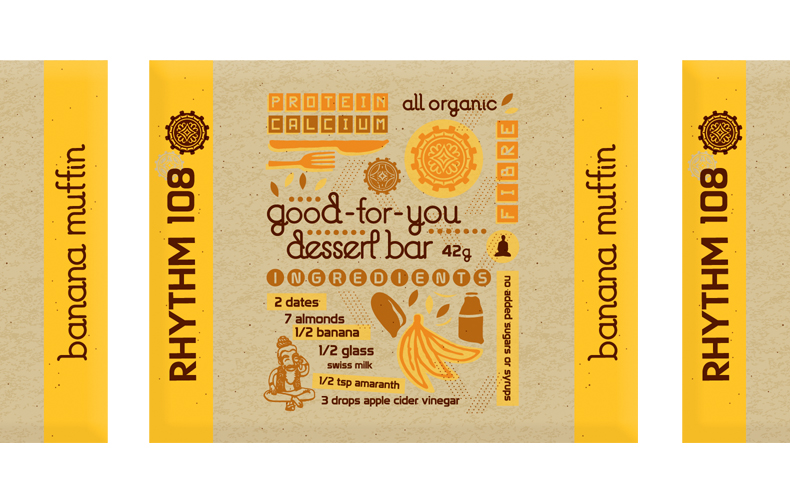 banana muffin
RHYTHM 108
PROTEIN
CALCIUM
all organic
FIBRE
good-for-you
dessert bar 42g
INGREDIENTS
2 dates
7 almonds
1/2 banana
1/2 glass
swiss milk
1/2 tsp amaranth
3 drops apple cider vinegar
no added sugars or syrups
banana muffin
RHYTHM 108